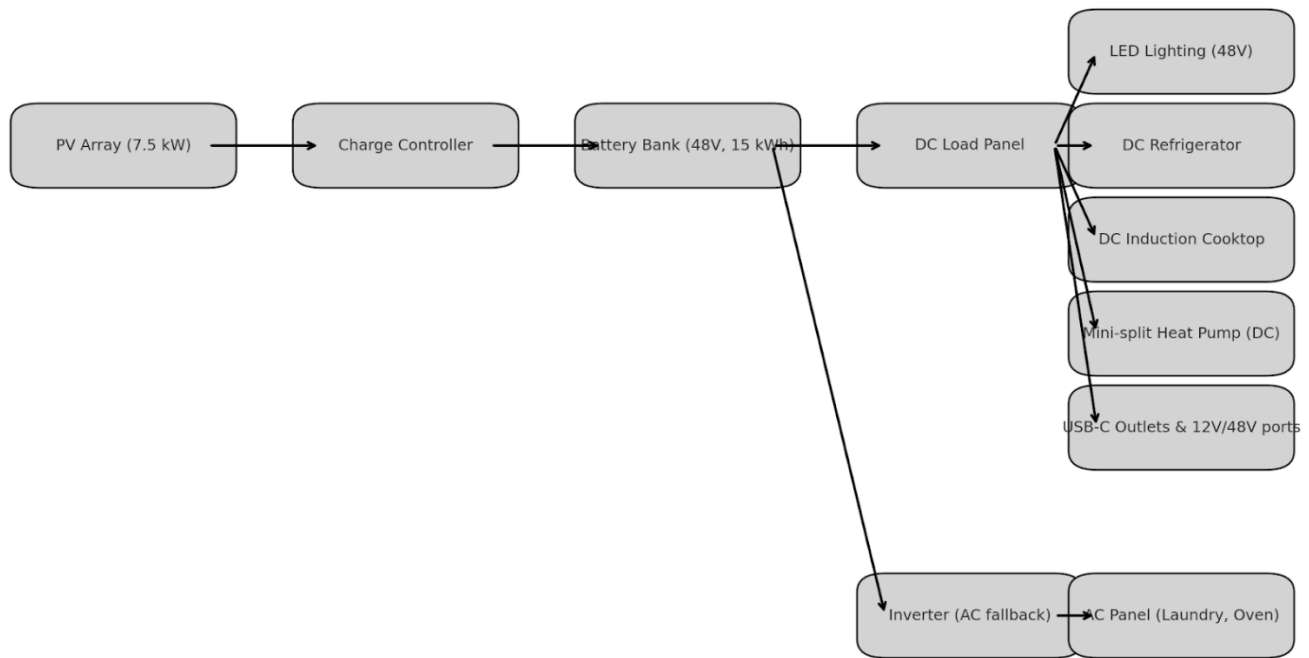 LED Lighting (48V)
PV Array (7.5 kW)
Charge Controller
Battery Bank (48V, 15 kWh)
DC Load Panel
DC Refrigerator
DC Induction Cooktop
Mini-split Heat Pump (DC)
USB-C Outlets & 12V/48V ports
Inverter (AC fallback)
AC Panel (Laundry, Oven)